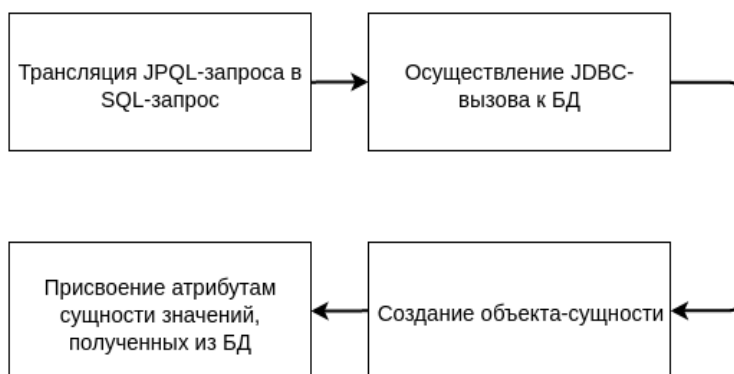 Трансляция JPQL-запроса в
SQL-запрос
Осуществление JDBC-
вызова к БД
Присвоение атрибутам
сущности значений,
полученных из БД
Создание объекта-сущности